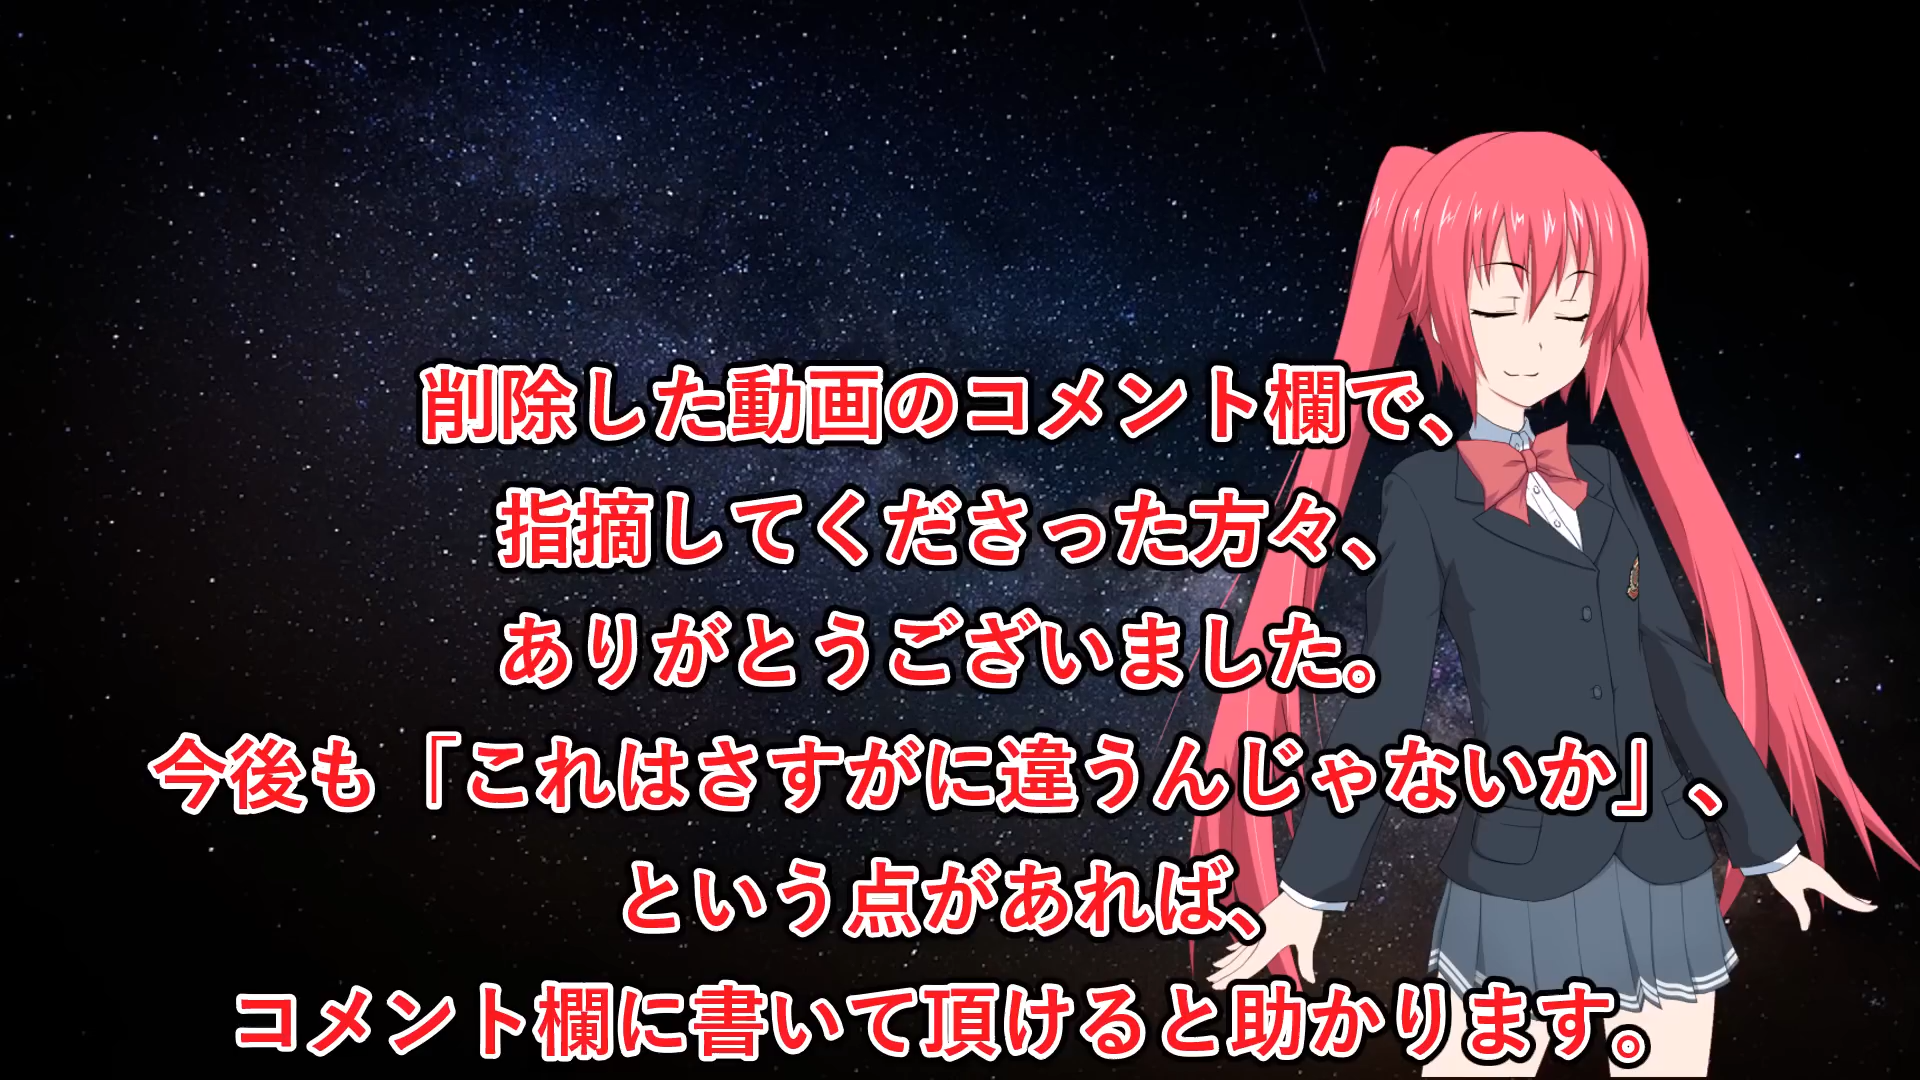 削除した動画のコメント欄で、
指摘してくださった方々、
ありがとうございました。
今後も「これはさすがに違うんじゃないか」、
という点があれば、
コメント欄に書いて頂けると助かります。